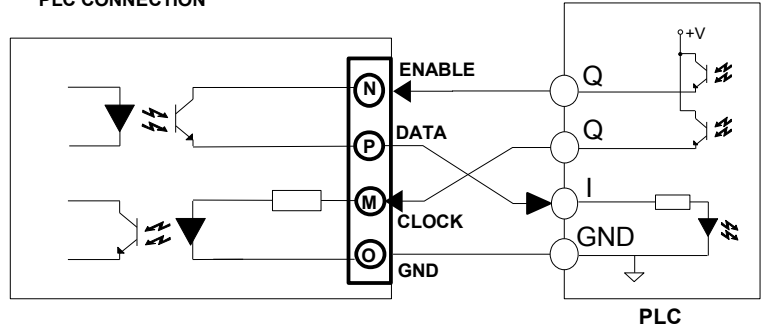 PLC CONNECTION
+V
N
ENABLE
Q
P
DATA
Q
M
CLOCK
I
O
GND
GND
PLC